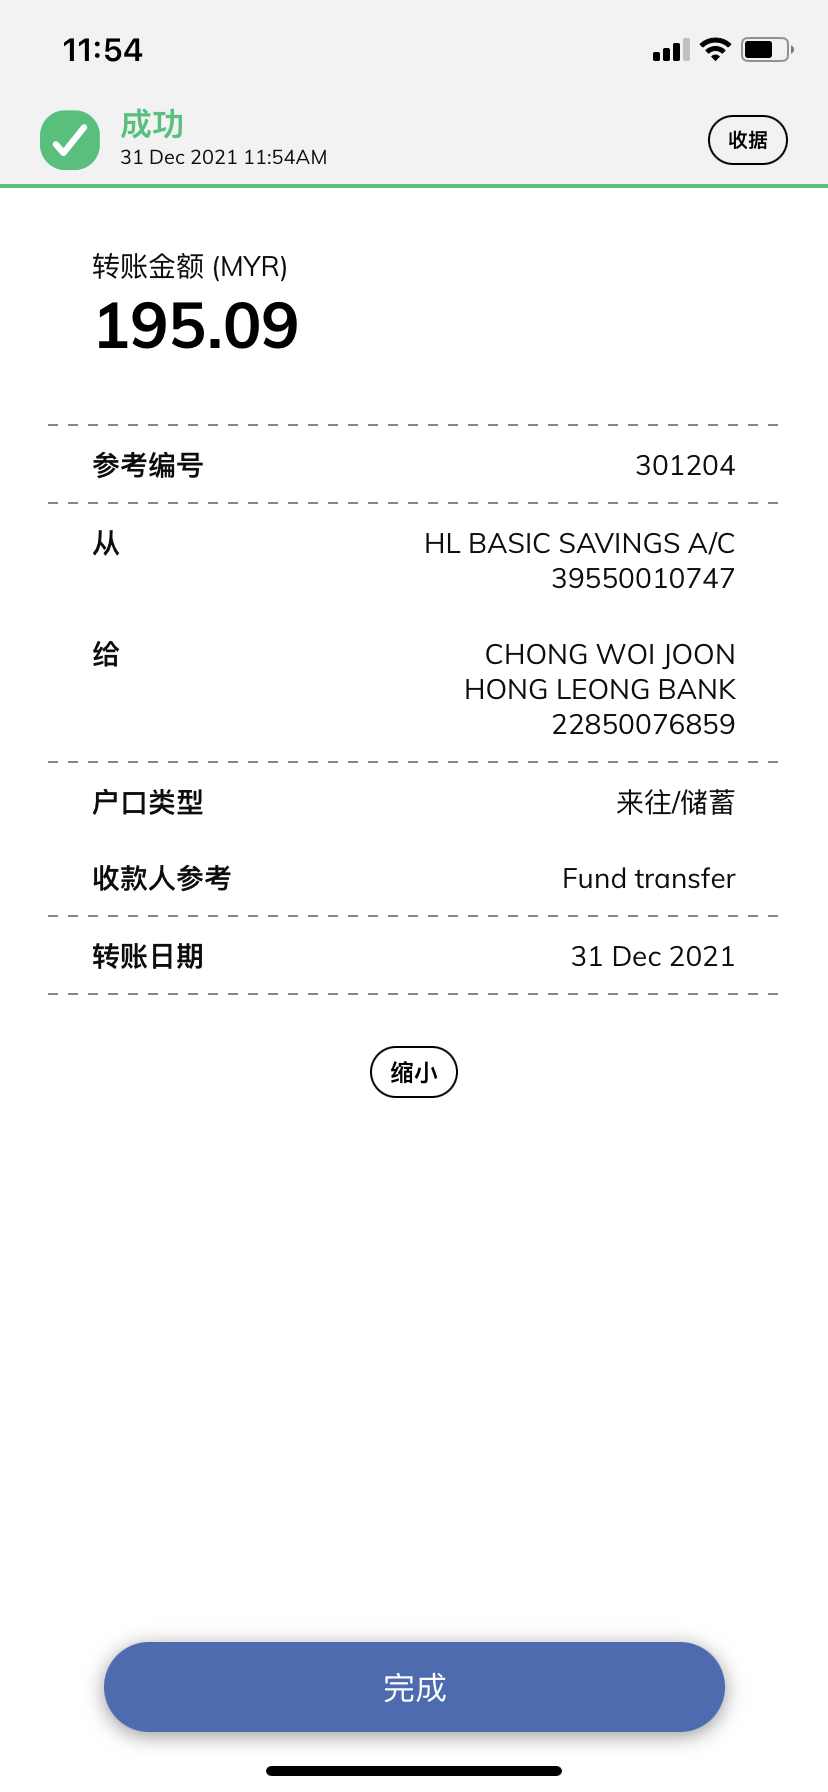 11:54
成功
31 Dec 2021 11:54AM
收据
转账金额 (MYR)
195.09
参考编号 301204
从 HL BASIC SAVINGS A/C
39550010747
给 CHONG WOI JOON
HONG LEONG BANK
22850076859
户口类型 来往/储蓄
收款人参考 Fund transfer
转账日期 31 Dec 2021
缩小
完成